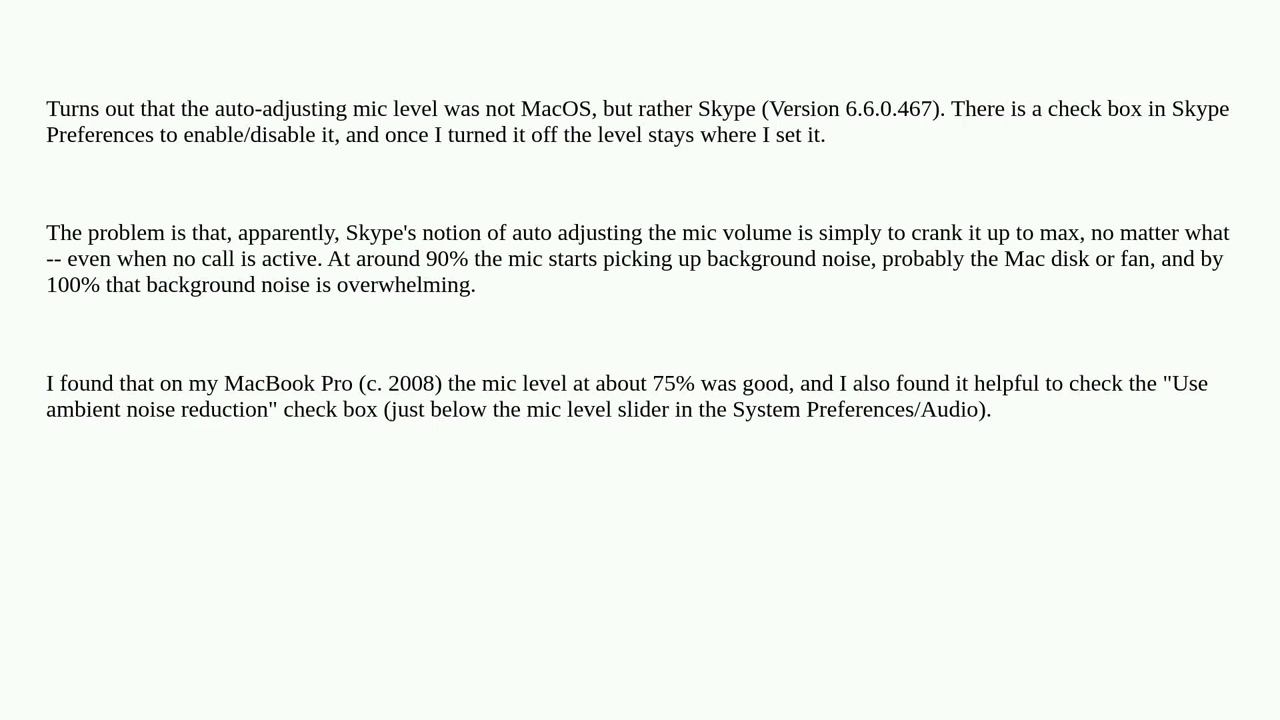 Turns out that the auto-adjusting mic level was not MacOS, but rather Skype (Version 6.6.0.467). There is a check box in Skype
Preferences to enable/disable it, and once I turned it off the level stays where I set it.
The problem is that, apparently, Skype's notion of auto adjusting the mic volume is simply to crank it up to max, no matter what
-- even when no call is active. At around 90% the mic starts picking up background noise, probably the Mac disk or fan, and by
100% that background noise is overwhelming.
I found that on my MacBook Pro (c. 2008) the mic level at about 75% was good, and I also found it helpful to check the "Use
ambient noise reduction" check box (just below the mic level slider in the System Preferences/Audio).